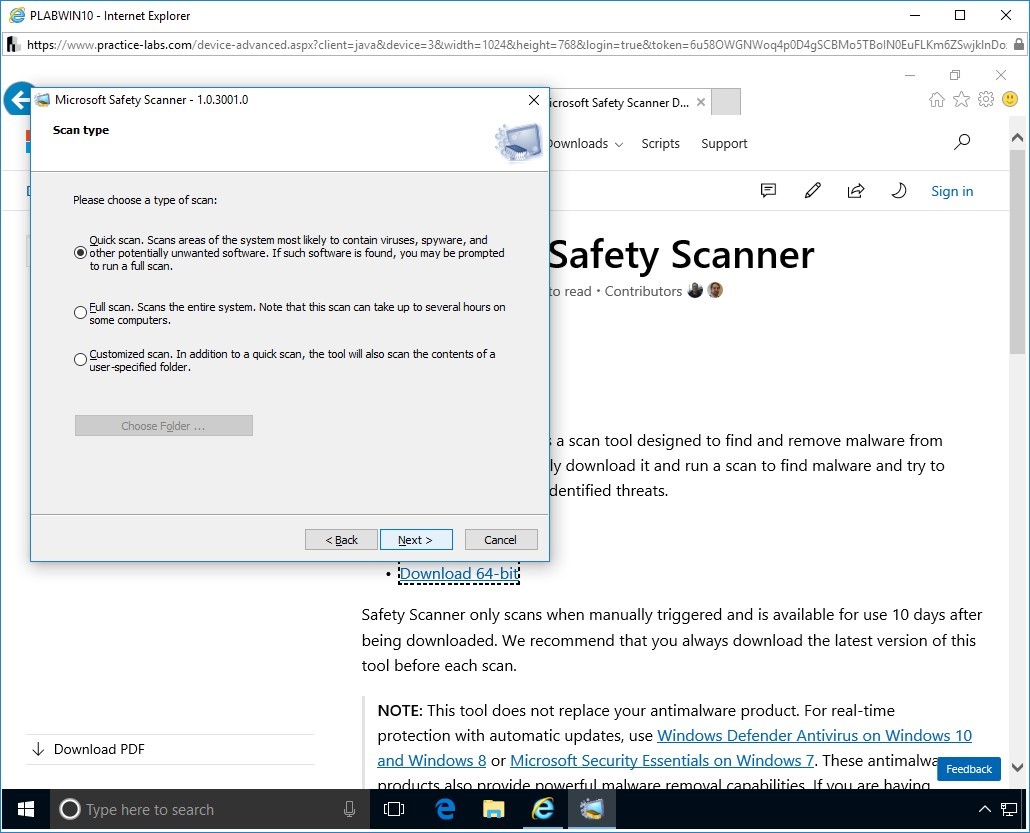 PLABWIN10 - Internet Explorer
https://www.practice-labs.com/device-advanced.aspx?client=java&device=3&width=1024&height=768&login=true&token=
Microsoft Safety Scanner - 1.0.3001.0
icrosoft Safety Scanner D...
Scan type
Downloads Scripts Support
Sign in
Please choose a type of scan:
Quick scan. Scans areas of the system most likely to contain viruses, spyware, and
other potentially unwanted software. If such software is found, you may be prompted
to run a full scan.
Full scan. Scans the entire system. Note that this scan can take up to several hours on
some computers.
Customized scan. In addition to a quick scan, the tool will also scan the contents of a
user-specified folder.
Choose Folder ...
< Back Next > Cancel
Safety Scanner
to read • Contributors
a scan tool designed to find and remove malware from
ly download it and run a scan to find malware and try to
dentified threats.
• Download 64-bit
Safety Scanner only scans when manually triggered and is available for use 10 days after
being downloaded. We recommend that you always download the latest version of this
tool before each scan.
NOTE: This tool does not replace your antimalware product. For real-time
protection with automatic updates, use Windows Defender Antivirus on Windows 10
and Windows 8 or Microsoft Security Essentials on Windows 7. These antimalwa
products also provide powerful malware removal capabilities. If you are having
Download PDF
Feedback
Type here to search